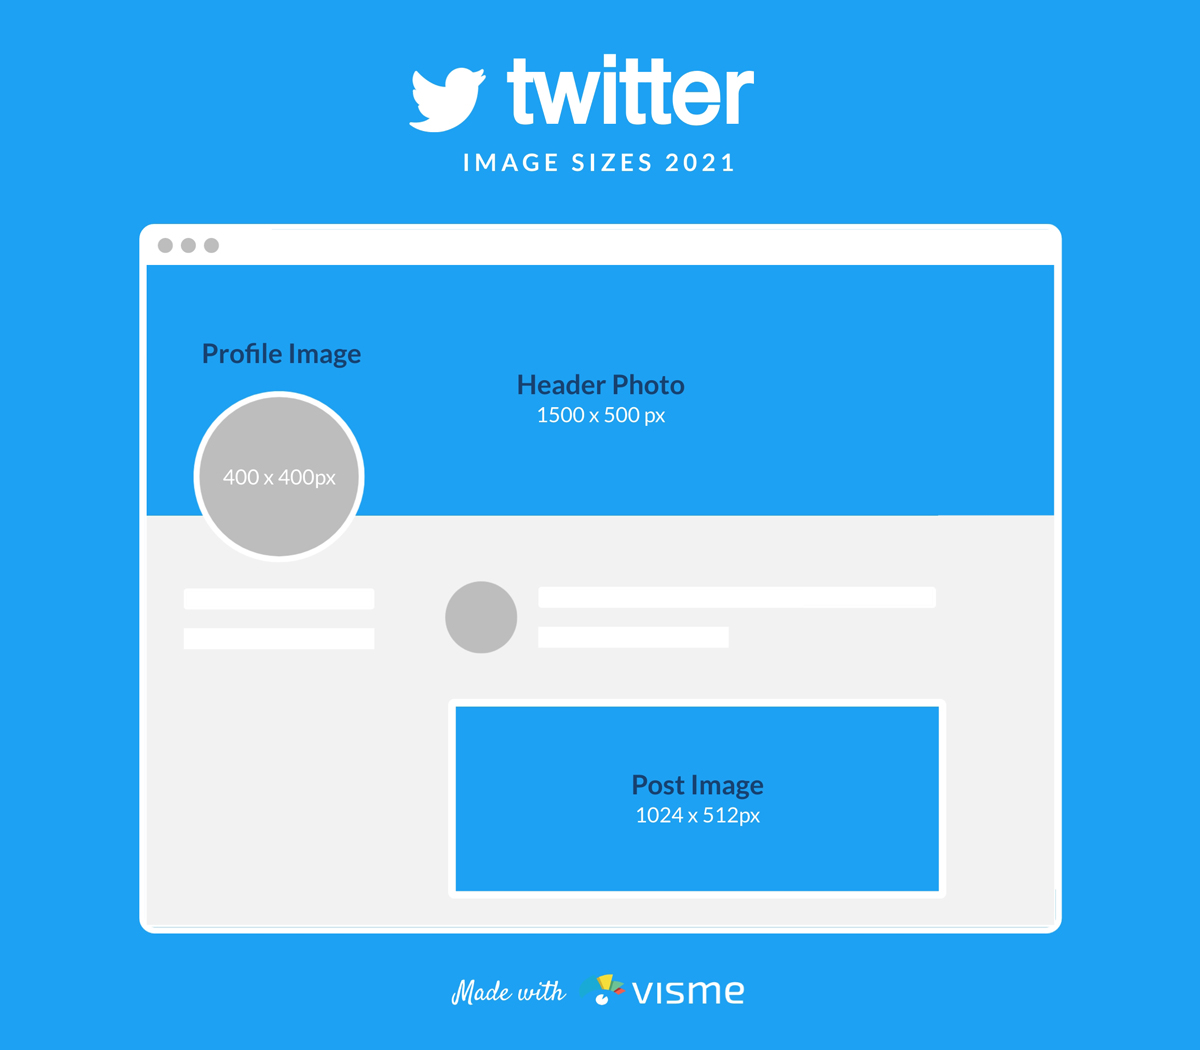 twitter
IMAGE SIZES 2021
Profile Image
400 x 400px
Header Photo
1500 x 500 px
Post Image
1024 x 512px
Made with visme